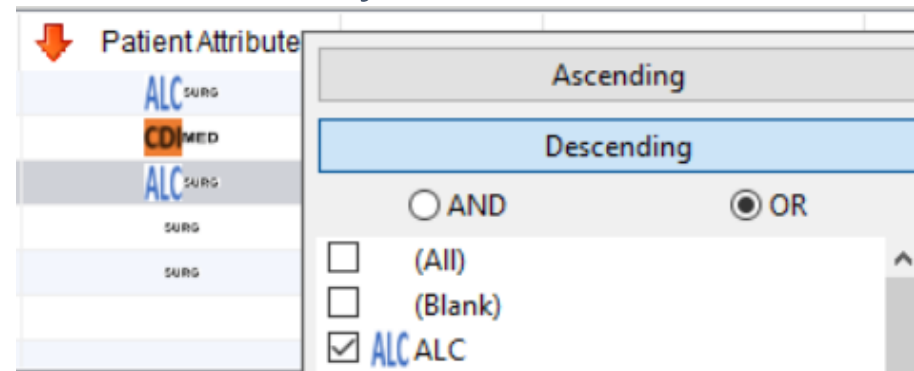 Patient Attribute
ALC SURG
CDI MED
ALC SURG
SURG
SURG
Ascending
Descending
AND OR
(All)
(Blank)
ALC ALC